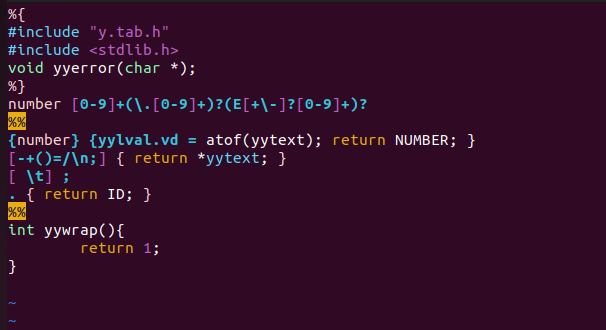 %{
#include "y.tab.h"
#include <stdlib.h>
void yyerror(char *);
%}
number [0-9]+(\.[0-9]+)?(E[+\-]?[0-9]+)?
%%
{number} {yylval.vd = atof(yytext); return NUMBER; }
[-+()=/\n;] { return *yytext; }
[ \t] ;
. { return ID; }
%%
int yywrap(){
        return 1;
}
~
~